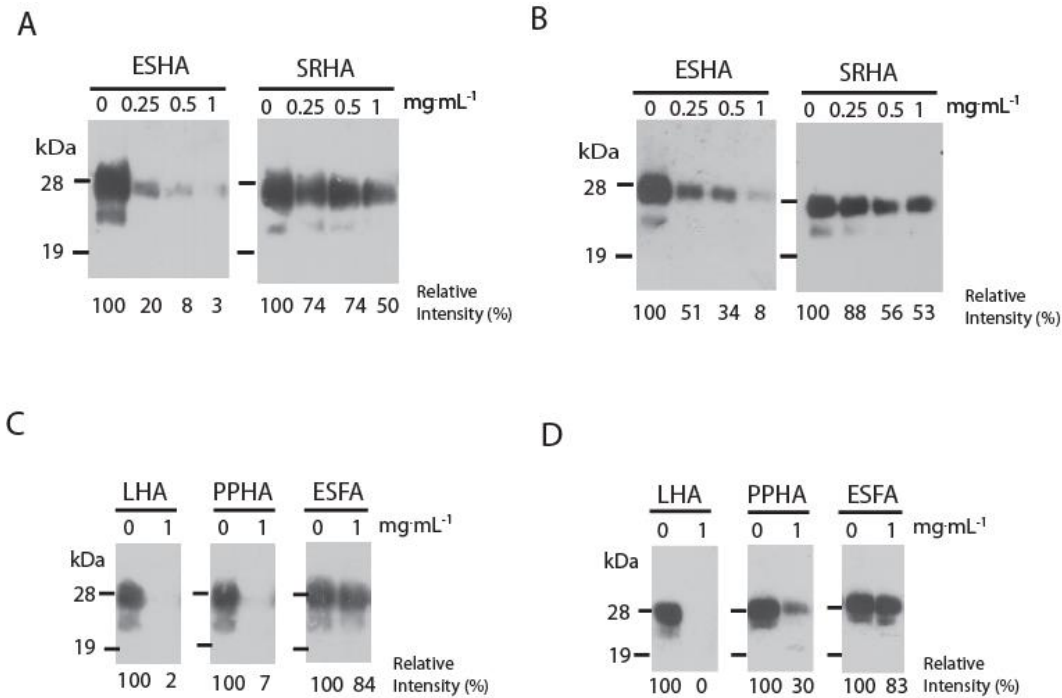 A
ESHA SRHA
0 0.25 0.5 1 0 0.25 0.5 1 mg·mL⁻¹
kDa
28
19
100 20 8 3 100 74 74 50 Relative Intensity (%)
B
ESHA SRHA
0 0.25 0.5 1 0 0.25 0.5 1 mg·mL⁻¹
kDa
28
19
100 51 34 8 100 88 56 53 Relative Intensity (%)
C
LHA PPHA ESFA
0 1 0 1 0 1 mg·mL⁻¹
kDa
28
19
100 2 100 7 100 84 Relative Intensity (%)
D
LHA PPHA ESFA
0 1 0 1 0 1 mg·mL⁻¹
kDa
28
19
100 0 100 30 100 83 Relative Intensity (%)